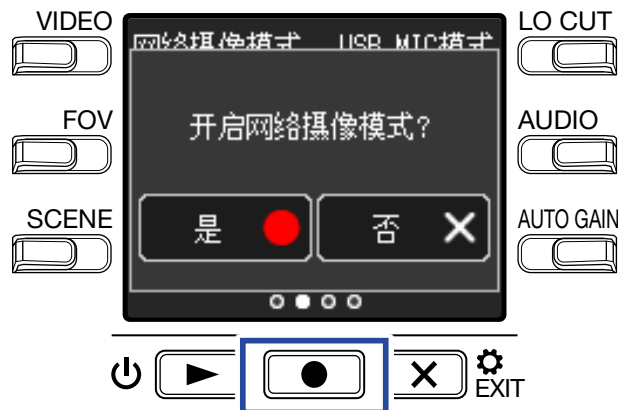 VIDEO
LO CUT
网络摄像模式 USB MIC模式
FOV
开启网络摄像模式?
AUDIO
SCENE
是
否
AUTO GAIN
EXIT